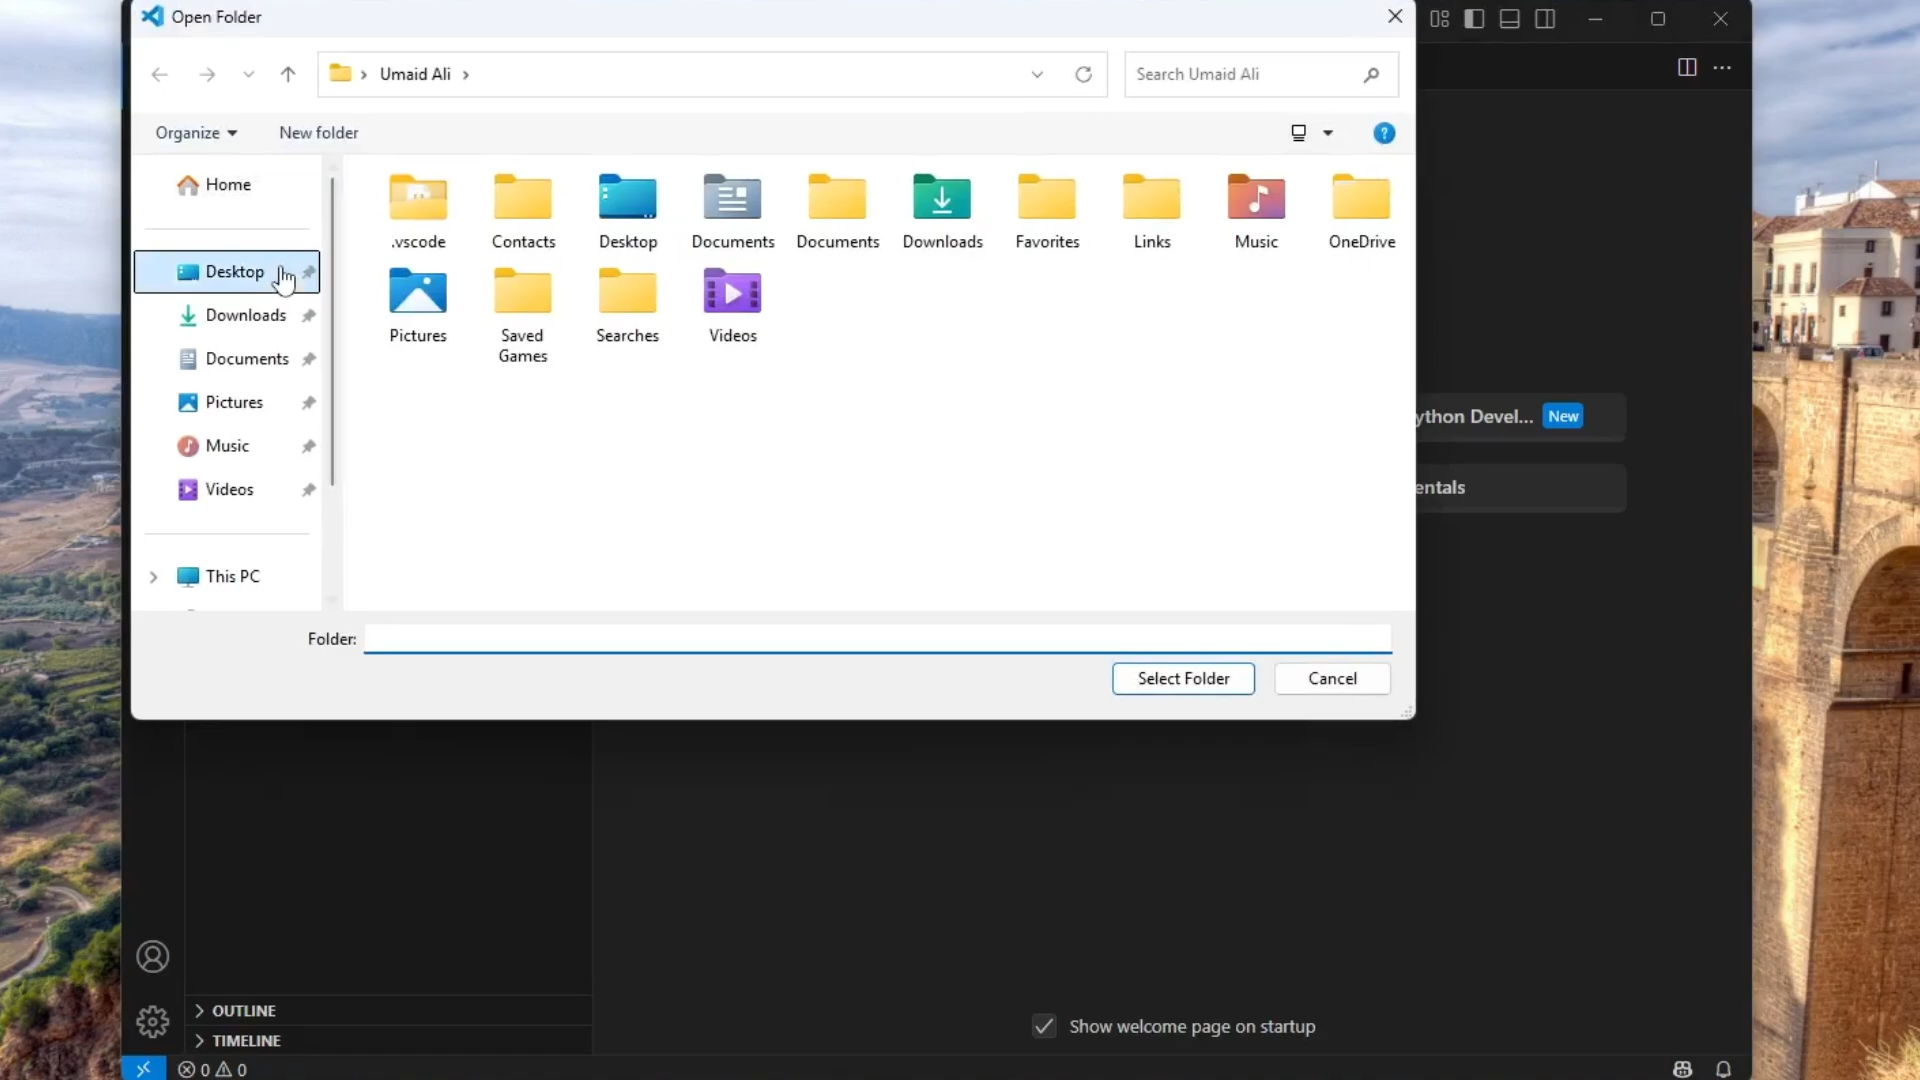 Open Folder
Umaid Ali
Search Umaid Ali
Organize
New folder
Home
Desktop
Downloads
Documents
Pictures
Music
Videos
This PC
.vscode
Contacts
Desktop
Documents
Documents
Downloads
Favorites
Links
Music
OneDrive
Pictures
Saved
Games
Searches
Videos
Folder:
Select Folder
Cancel
ython Devel... New
entals
OUTLINE
TIMELINE
Show welcome page on startup
0 0